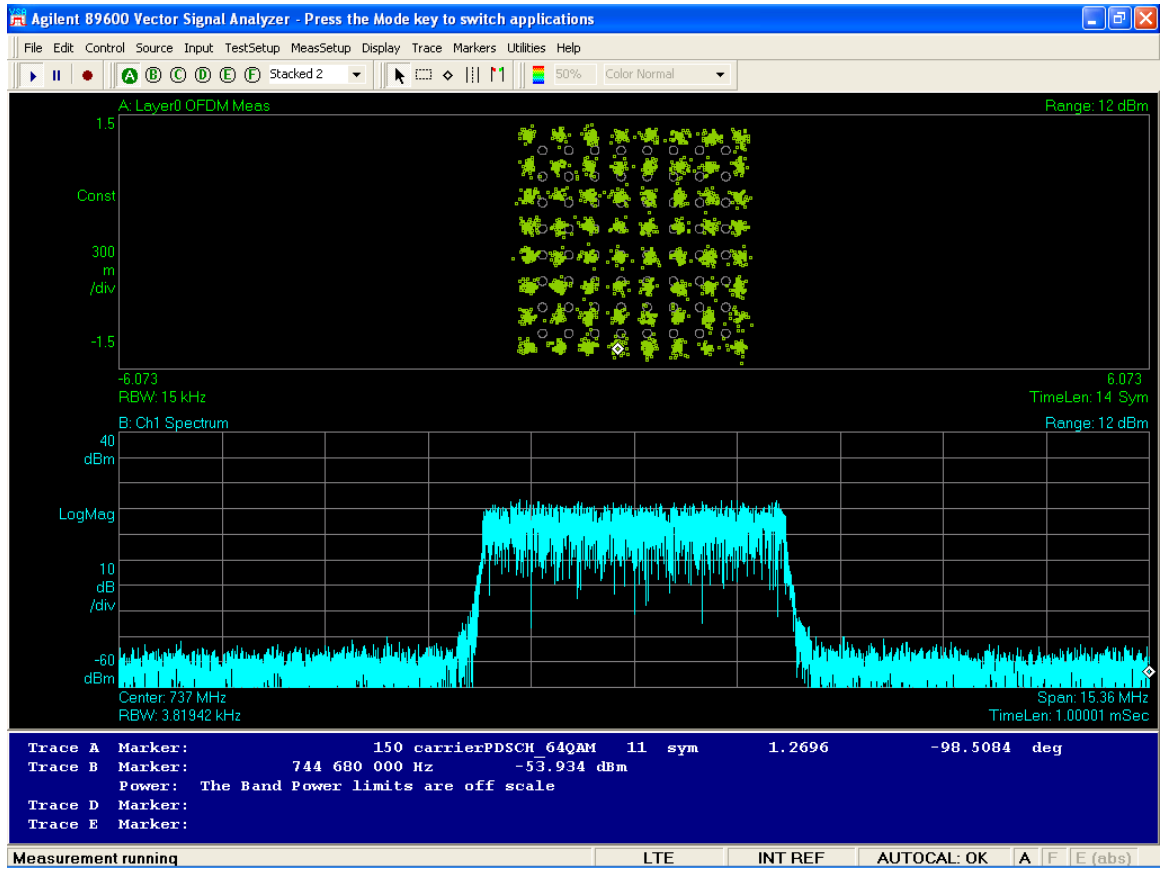 VSA Agilent 89600 Vector Signal Analyzer - Press the Mode key to switch applications
File Edit Control Source Input TestSetup MeasSetup Display Trace Markers Utilities Help
A B C D E F Stacked 2 50% Color Normal
A: Layer0 OFDM Meas Range: 12 dBm
1.5
Const
300
m
/div
-1.5
-6.073 6.073
RBW: 15 kHz TimeLen: 14 Sym
B: Ch1 Spectrum Range: 12 dBm
40
dBm
LogMag
10
dB
/div
-60
dBm
Center: 737 MHz Span: 15.36 MHz
RBW: 3.81942 kHz TimeLen: 1.00001 mSec
Trace A Marker: 150 carrierPDSCH_64QAM 11 sym 1.2696 -98.5084 deg
Trace B Marker: 744 680 000 Hz -53.934 dBm
Power: The Band Power limits are off scale
Trace D Marker:
Trace E Marker:
Measurement running LTE INT REF AUTOCAL: OK A F E (abs)